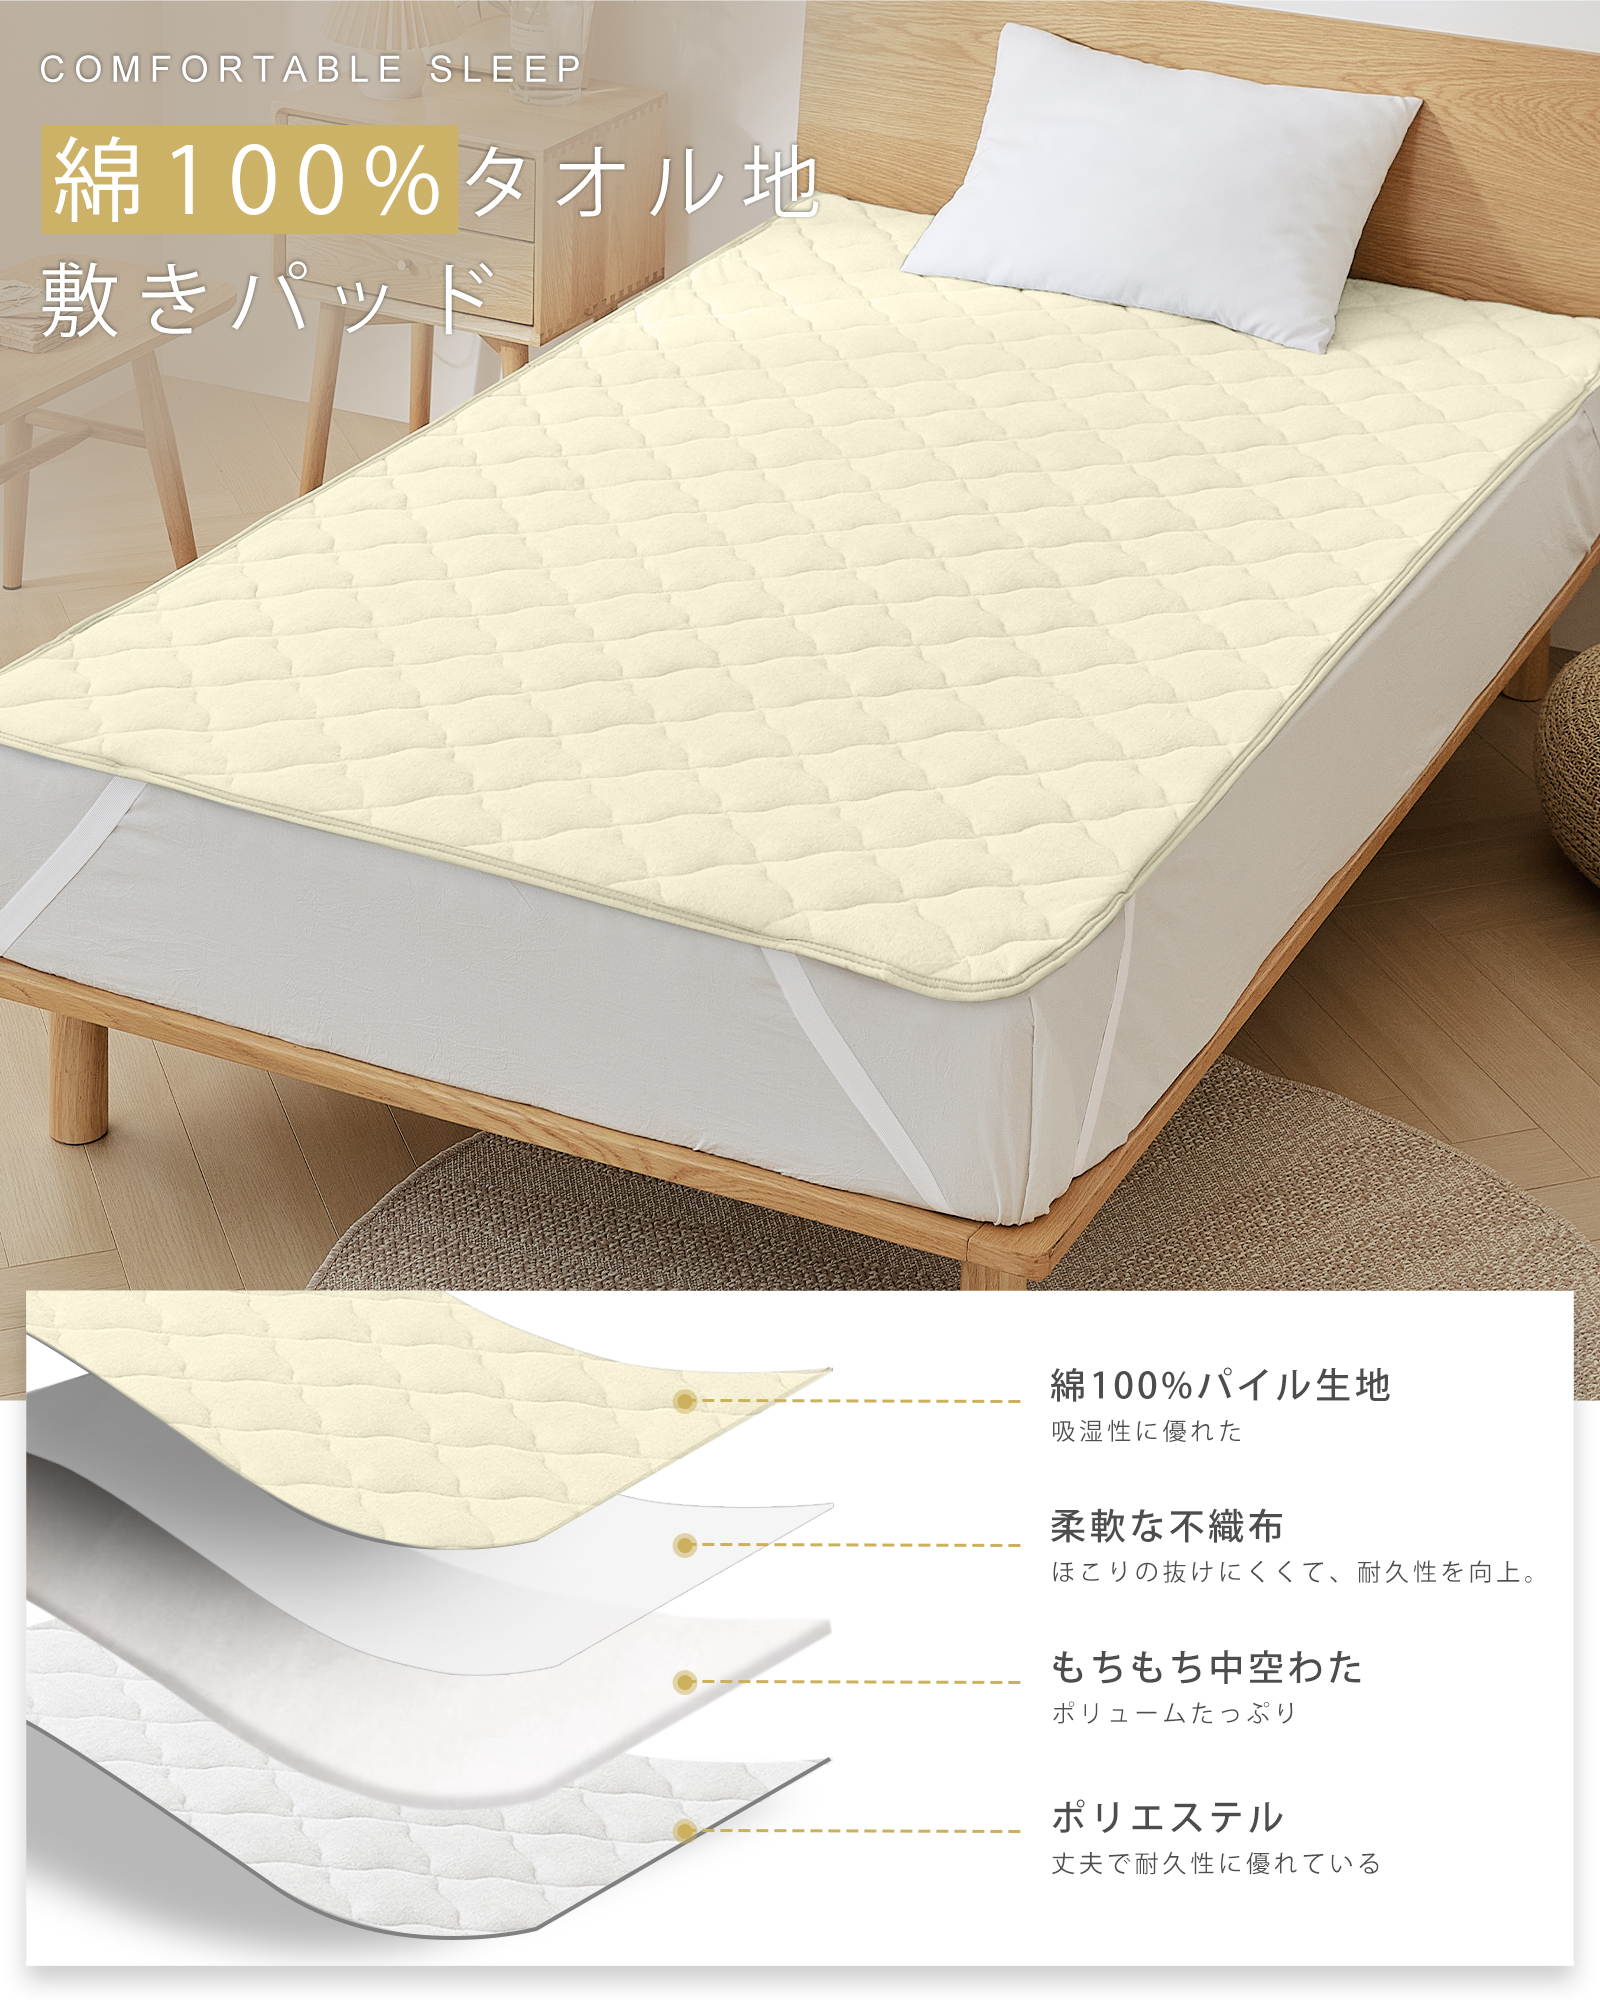 COMFORTABLE SLEEP
綿100%タオル地
敷きパッド
綿100%パイル生地
吸湿性に優れた
柔軟な不織布
ほこりの抜けにくくて、耐久性を向上。
もちもち中空わた
ボリュームたっぷり
ポリエステル
丈夫で耐久性に優れている